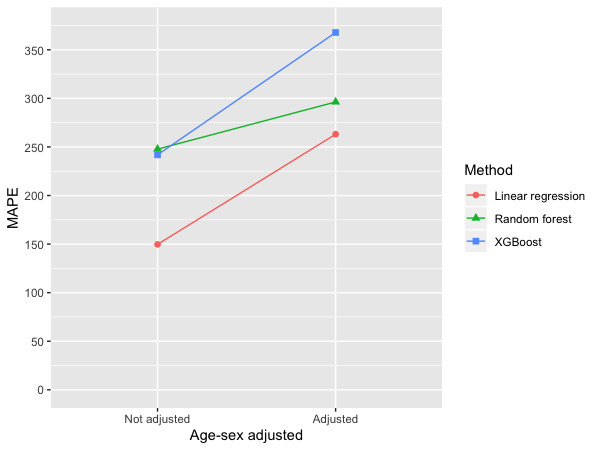 MAPE
350
300
250
200
150
100
50
0
Not adjusted
Adjusted
Age-sex adjusted
Method
Linear regression
Random forest
XGBoost